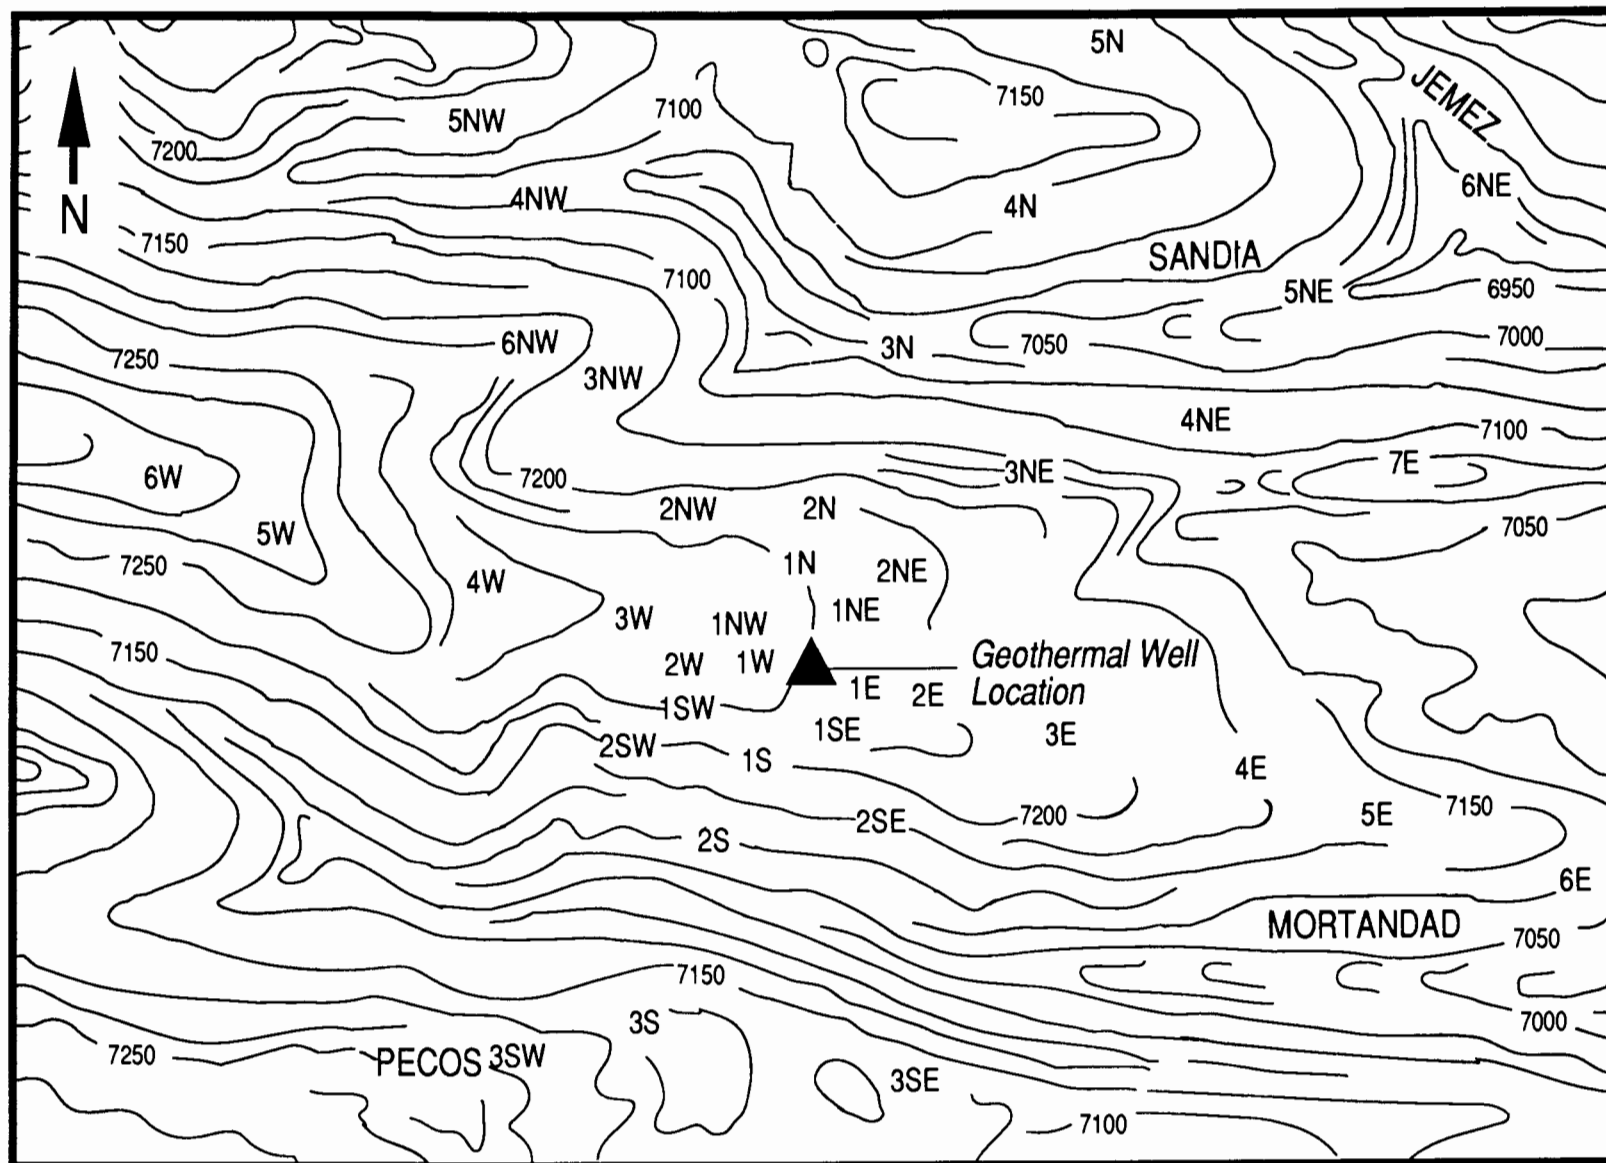 5N
JEMEZ
7150
7100
5NW
7200
6NE
4NW
4N
N
7150
SANDIA
7100
5NE
6950
7000
6NW
3N
7050
7250
3NW
4NE
7100
7E
3NE
6W
7200
2NW
2N
7050
5W
7250
1N
2NE
4W
1NE
3W
1NW
7150
2W
1W
Geothermal Well
Location
1E
2E
1SW
1SE
3E
2SW
1S
4E
7150
7200
5E
2SE
2S
6E
MORTANDAD
7050
7150
3S
7000
7250
PECOS
3SW
3SE
7100